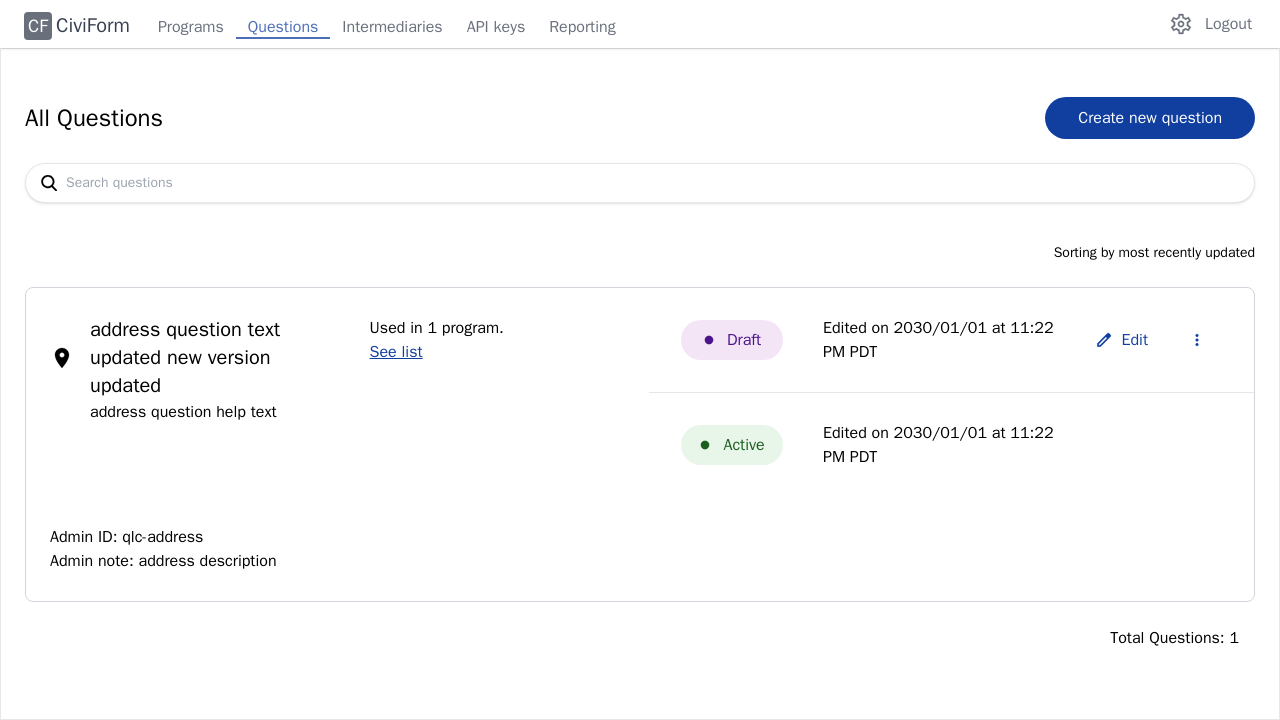 CF CiviForm Programs Questions Intermediaries API keys Reporting Logout
All Questions
Create new question
Search questions
Sorting by most recently updated
address question text
updated new version
updated
address question help text
Used in 1 program.
See list
Draft
Edited on 2030/01/01 at 11:22
PM PDT
Edit
Active
Edited on 2030/01/01 at 11:22
PM PDT
Admin ID: qlc-address
Admin note: address description
Total Questions: 1